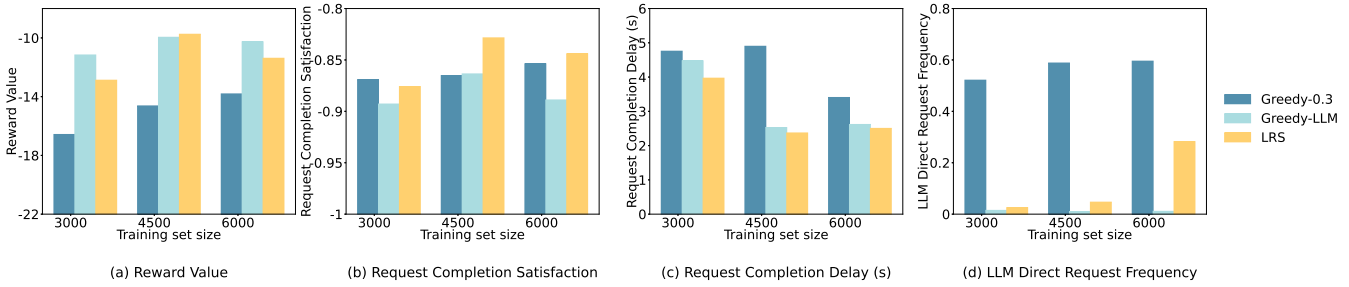 Reward Value
-10
-14
-18
-22
3000
4500
6000
Training set size
(a) Reward Value
Request Completion Satisfaction
-0.8
-0.85
-0.9
-0.95
-1
3000
4500
6000
Training set size
(b) Request Completion Satisfaction
Request Completion Delay (s)
6
5
4
3
2
1
0
3000
4500
6000
Training set size
(c) Request Completion Delay (s)
LLM Direct Request Frequency
0.8
0.6
0.4
0.2
0
3000
4500
6000
Training set size
(d) LLM Direct Request Frequency
Greedy-0.3
Greedy-LLM
LRS